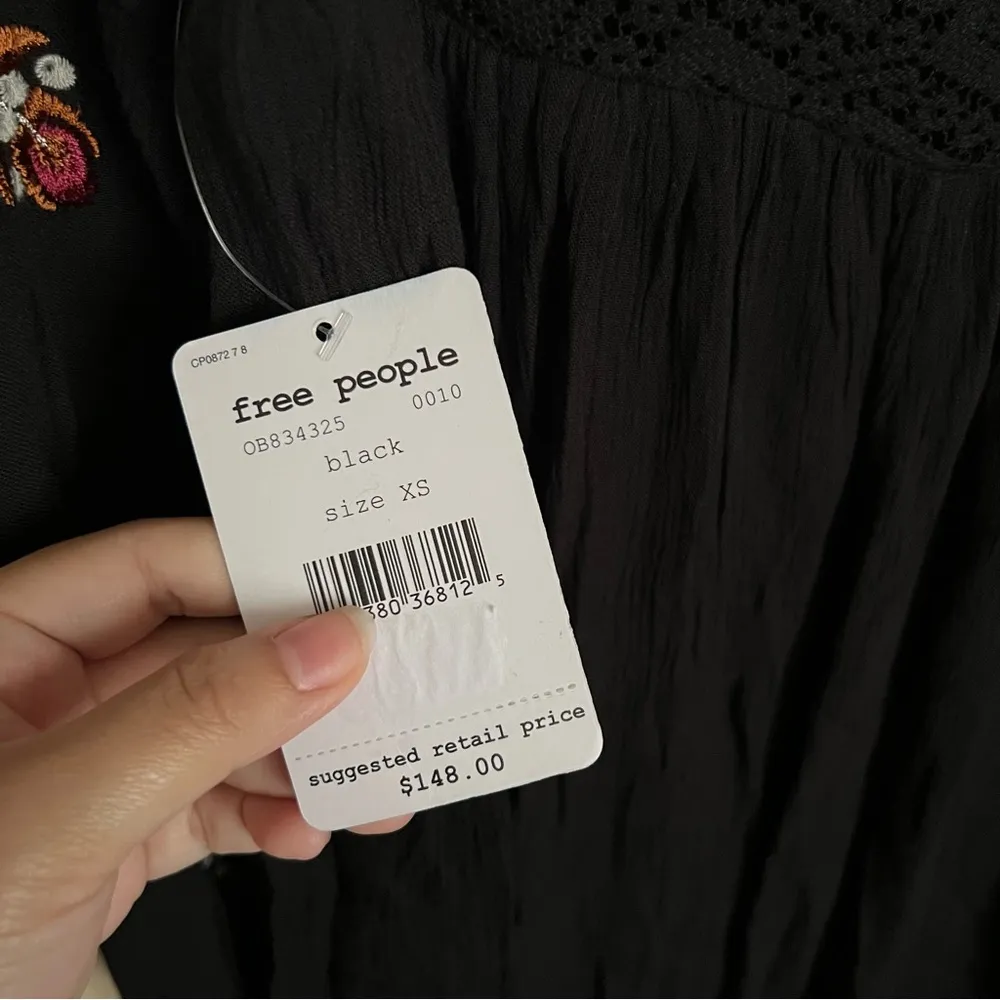 CP0872 7 8
free people
OB834325 0010
black
size XS
380 36812 5
suggested retail price
$148.00